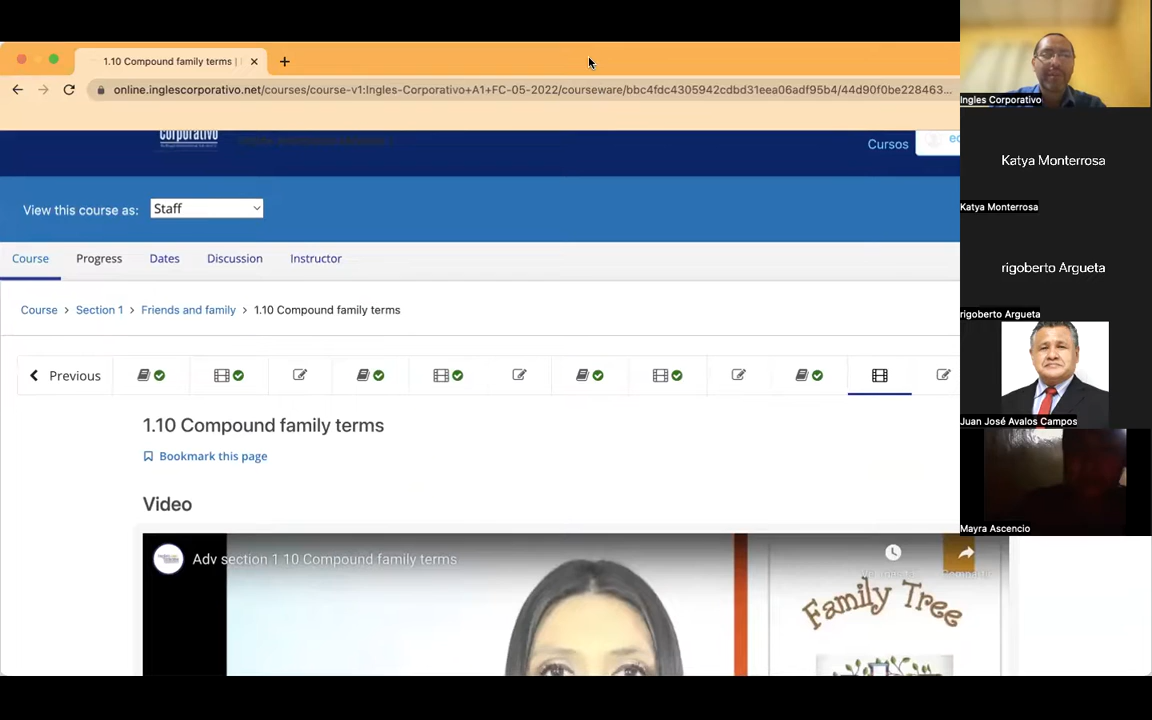 1.10 Compound family terms |
online.inglescorporativo.net/courses/course-v1:Ingles-Corporativo+A1+FC-05-2022/courseware/bbc4fdc4305942cdbd31eea06adf95b4/44d90f0be228463...
Corporativo
Cursos
View this course as:
Staff
Course
Progress
Dates
Discussion
Instructor
Course > Section 1 > Friends and family > 1.10 Compound family terms
Previous
1.10 Compound family terms
Bookmark this page
Video
Adv section 1 10 Compound family terms
Family Tree
Ingles Corporativo
Katya Monterrosa
Katya Monterrosa
rigoberto Argueta
rigoberto Argueta
Juan José Avalos Campos
Mayra Ascencio